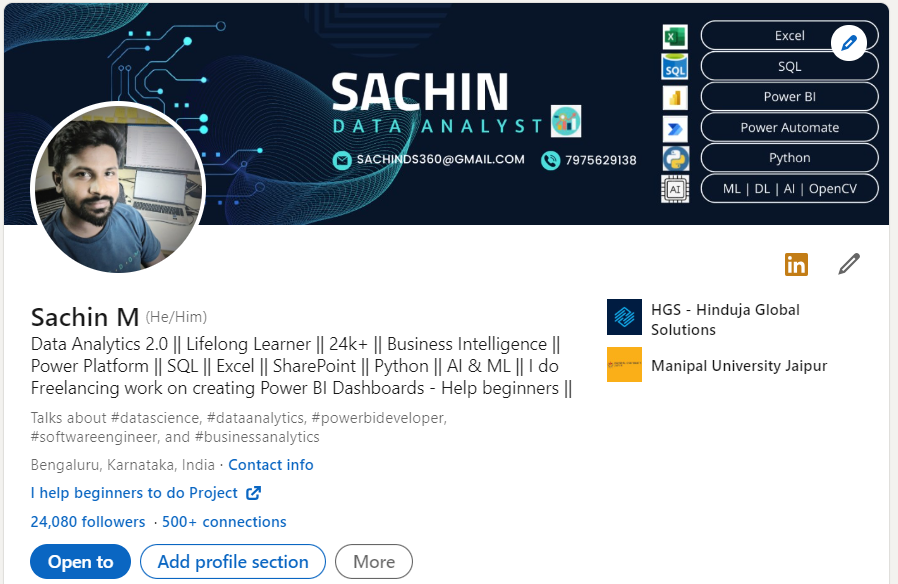 SACHIN
DATA ANALYST
SACHINDS360@GMAIL.COM
7975629138
Excel
SQL
SQL
Power BI
Power Automate
Python
AI
ML | DL | AI | OpenCV
in
Sachin M (He/Him)
Data Analytics 2.0 || Lifelong Learner || 24k+ || Business Intelligence ||
Power Platform || SQL || Excel || SharePoint || Python || AI & ML || I do
Freelancing work on creating Power BI Dashboards - Help beginners ||
Talks about #datascience, #dataanalytics, #powerbideveloper,
#softwareengineer, and #businessanalytics
Bengaluru, Karnataka, India · Contact info
I help beginners to do Project
24,080 followers · 500+ connections
Open to
Add profile section
More
HGS - Hinduja Global
Solutions
Manipal University Jaipur